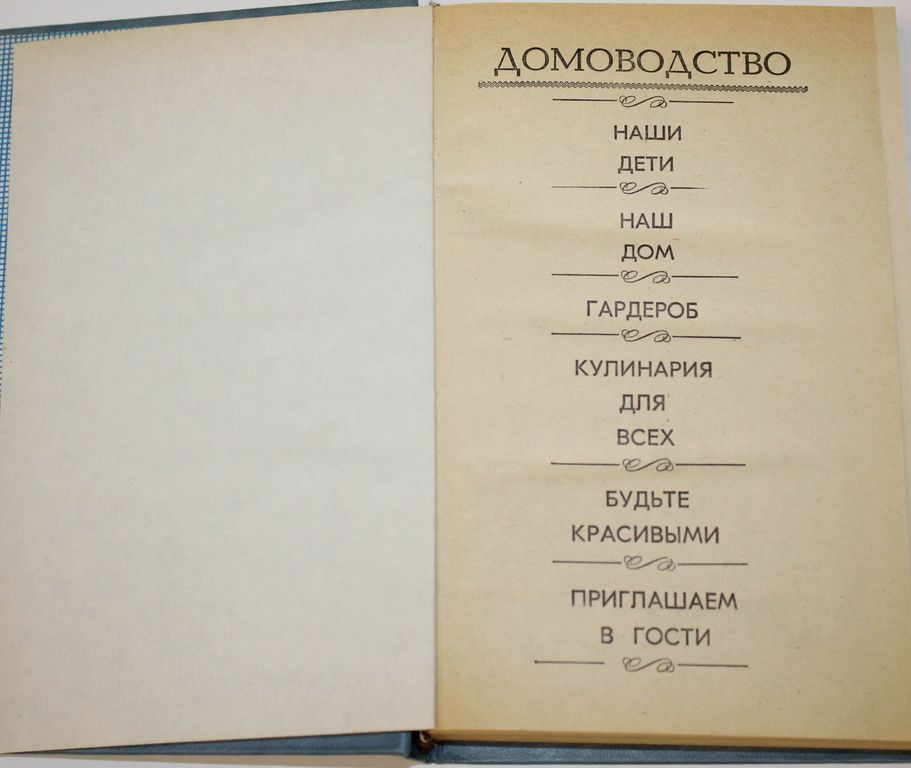 ДОМОВОДСТВО
НАШИ
ДЕТИ
НАШ
ДОМ
ГАРДЕРОБ
КУЛИНАРИЯ
ДЛЯ
ВСЕХ
БУДЬТЕ
КРАСИВЫМИ
ПРИГЛАШАЕМ
В ГОСТИ